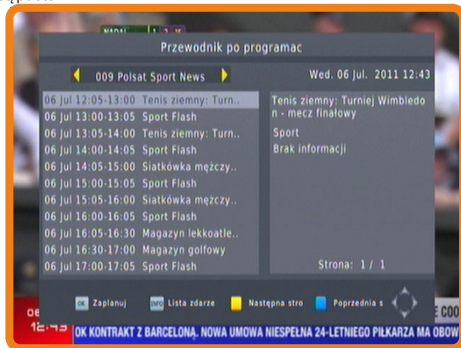 NADAL 1 3
Przewodnik po programac
009 Polsat Sport News
Wed. 06 Jul. 2011 12:43
06 Jul 12:05-13:00 Tenis ziemny: Turn..
06 Jul 13:00-13:05 Sport Flash
06 Jul 13:05-14:00 Tenis ziemny: Turn..
06 Jul 14:00-14:05 Sport Flash
06 Jul 14:05-15:00 Siatkówka mężczy..
06 Jul 15:00-15:05 Sport Flash
06 Jul 15:05-16:00 Siatkówka mężczy..
06 Jul 16:00-16:05 Sport Flash
06 Jul 16:05-16:30 Magazyn lekkoatle..
06 Jul 16:30-17:00 Magazyn golfowy
06 Jul 17:00-17:05 Sport Flash
Tenis ziemny: Turniej Wimbledo
n - mecz finałowy
Sport
Brak informacji
Strona: 1/ 1
OK Zaplanuj INFO Lista zdarze Następna stro Poprzednia s
12:43 OK KONTRAKT Z BARCELONĄ. NOWA UMOWA NIESPEŁNA 24-LETNIEGO PIŁKARZA MA OBOW